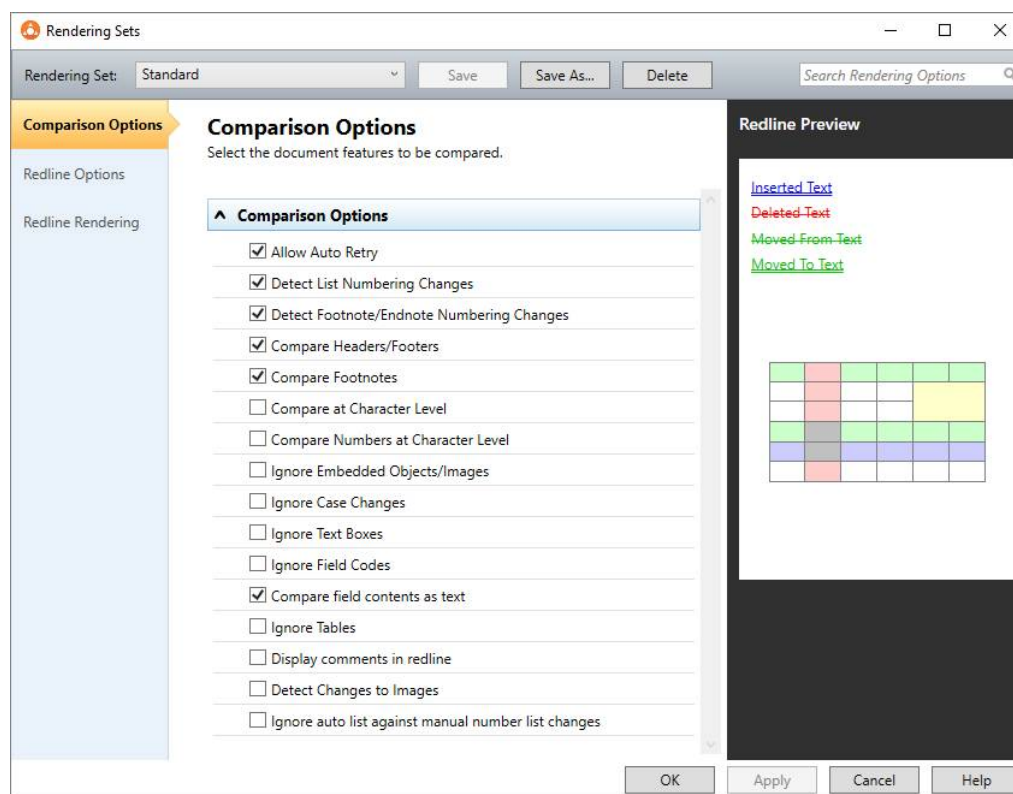 Rendering Sets
Rendering Set: Standard Save Save As... Delete Search Rendering Options
Comparison Options
Redline Options
Redline Rendering
Comparison Options
Select the document features to be compared.
Comparison Options
Allow Auto Retry
Detect List Numbering Changes
Detect Footnote/Endnote Numbering Changes
Compare Headers/Footers
Compare Footnotes
Compare at Character Level
Compare Numbers at Character Level
Ignore Embedded Objects/Images
Ignore Case Changes
Ignore Text Boxes
Ignore Field Codes
Compare field contents as text
Ignore Tables
Display comments in redline
Detect Changes to Images
Ignore auto list against manual number list changes
Redline Preview
Inserted Text
Deleted Text
Moved From Text
Moved To Text
OK Apply Cancel Help